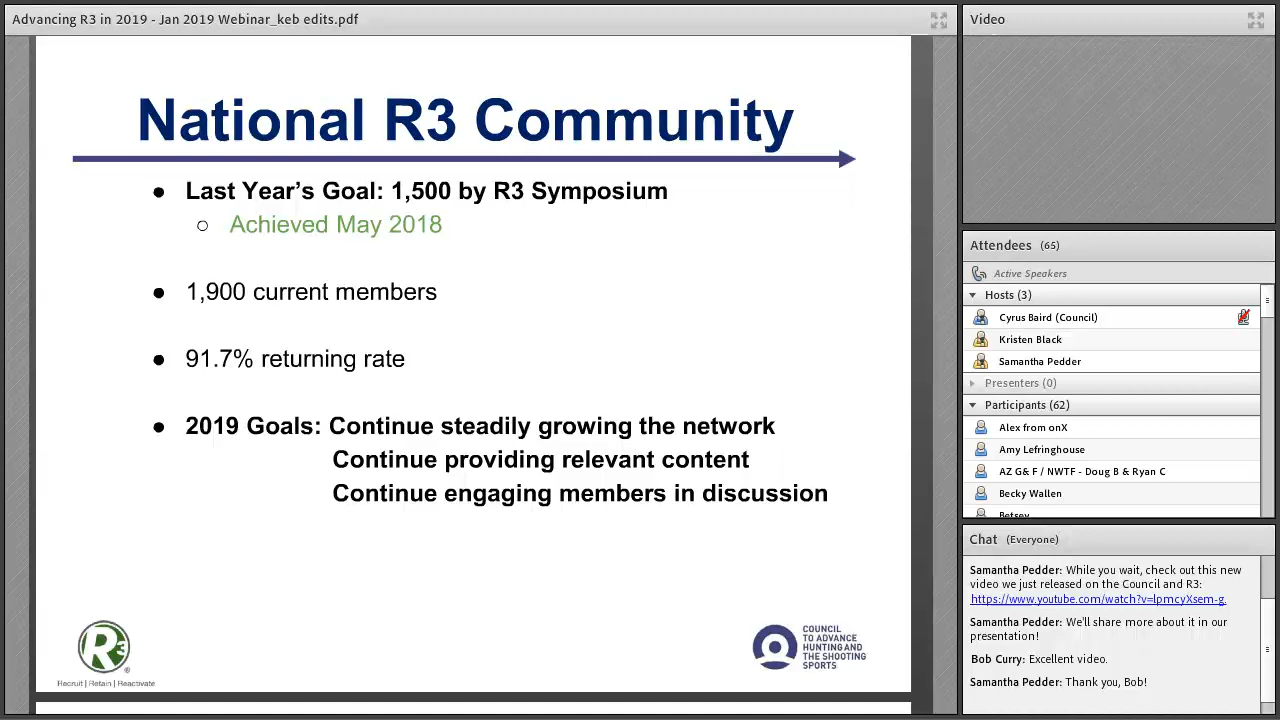 Advancing R3 in 2019 - Jan 2019 Webinar_keb edits.pdf
National R3 Community
● Last Year's Goal: 1,500 by R3 Symposium
○ Achieved May 2018
● 1,900 current members
● 91.7% returning rate
● 2019 Goals: Continue steadily growing the network
Continue providing relevant content
Continue engaging members in discussion
R3®
Recruit | Retain | Reactivate
COUNCIL
TO ADVANCE
HUNTING AND
THE SHOOTING
SPORTS
Video
Attendees (65)
Active Speakers
Hosts (3)
Cyrus Baird (Council)
Kristen Black
Samantha Pedder
Presenters (0)
Participants (62)
Alex from onX
Amy Lefringhouse
AZ G& F / NWTF - Doug B & Ryan C
Becky Wallen
Betsey
Chat (Everyone)
Samantha Pedder: While you wait, check out this new
video we just released on the Council and R3:
https://www.youtube.com/watch?v=lpmcyXsem-g.
Samantha Pedder: We'll share more about it in our
presentation!
Bob Curry: Excellent video.
Samantha Pedder: Thank you, Bob!